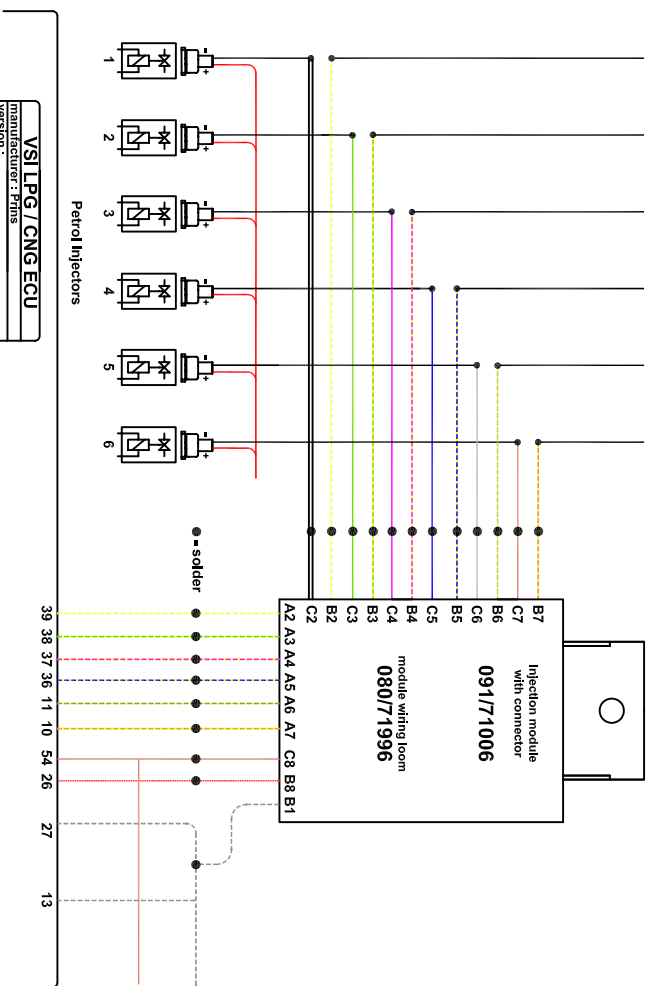 1
2
3
4
5
6
- +
- +
- +
- +
- +
- +
Petrol Injectors
VSI LPG / CNG ECU
manufacturer : Prins
version :
= solder
C2 B2 C3 B3 C4 B4 C5 B5 C6 B6 C7 B7
Injection module
with connector
091/71006
module wiring loom
080/71996
A2 A3 A4 A5 A6 A7 C8 B8 B1
39 38 37 36 11 10 54 26 27 13